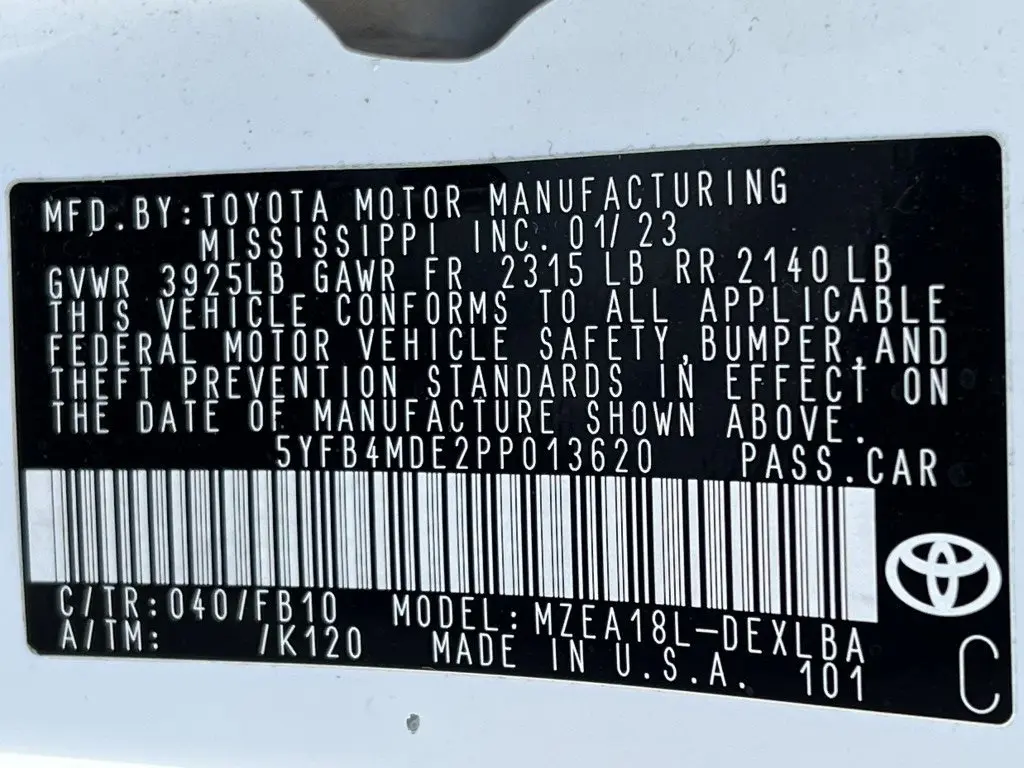 MFD.BY:TOYOTA MOTOR MANUFACTURING
MISSISSIPPI INC. 01/23
GVWR 3925LB GAWR FR 2315 LB RR 2140 LB
THIS VEHICLE CONFORMS TO ALL APPLICABLE
FEDERAL MOTOR VEHICLE SAFETY,BUMPER,AND
THEFT PREVENTION STANDARDS IN EFFECT ON
THE DATE OF MANUFACTURE SHOWN ABOVE.
5YFB4MDE2PP013620 PASS.CAR
C/TR:040/FB10 MODEL:MZEA18L-DEXLBA
A/TM: /K120 MADE IN U.S.A. 101
C